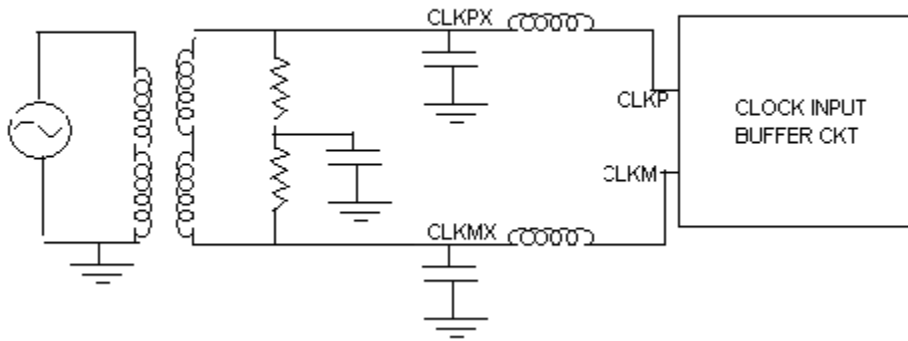 CLKPX
CLKP
CLOCK INPUT
BUFFER CKT
CLKM
CLKMX